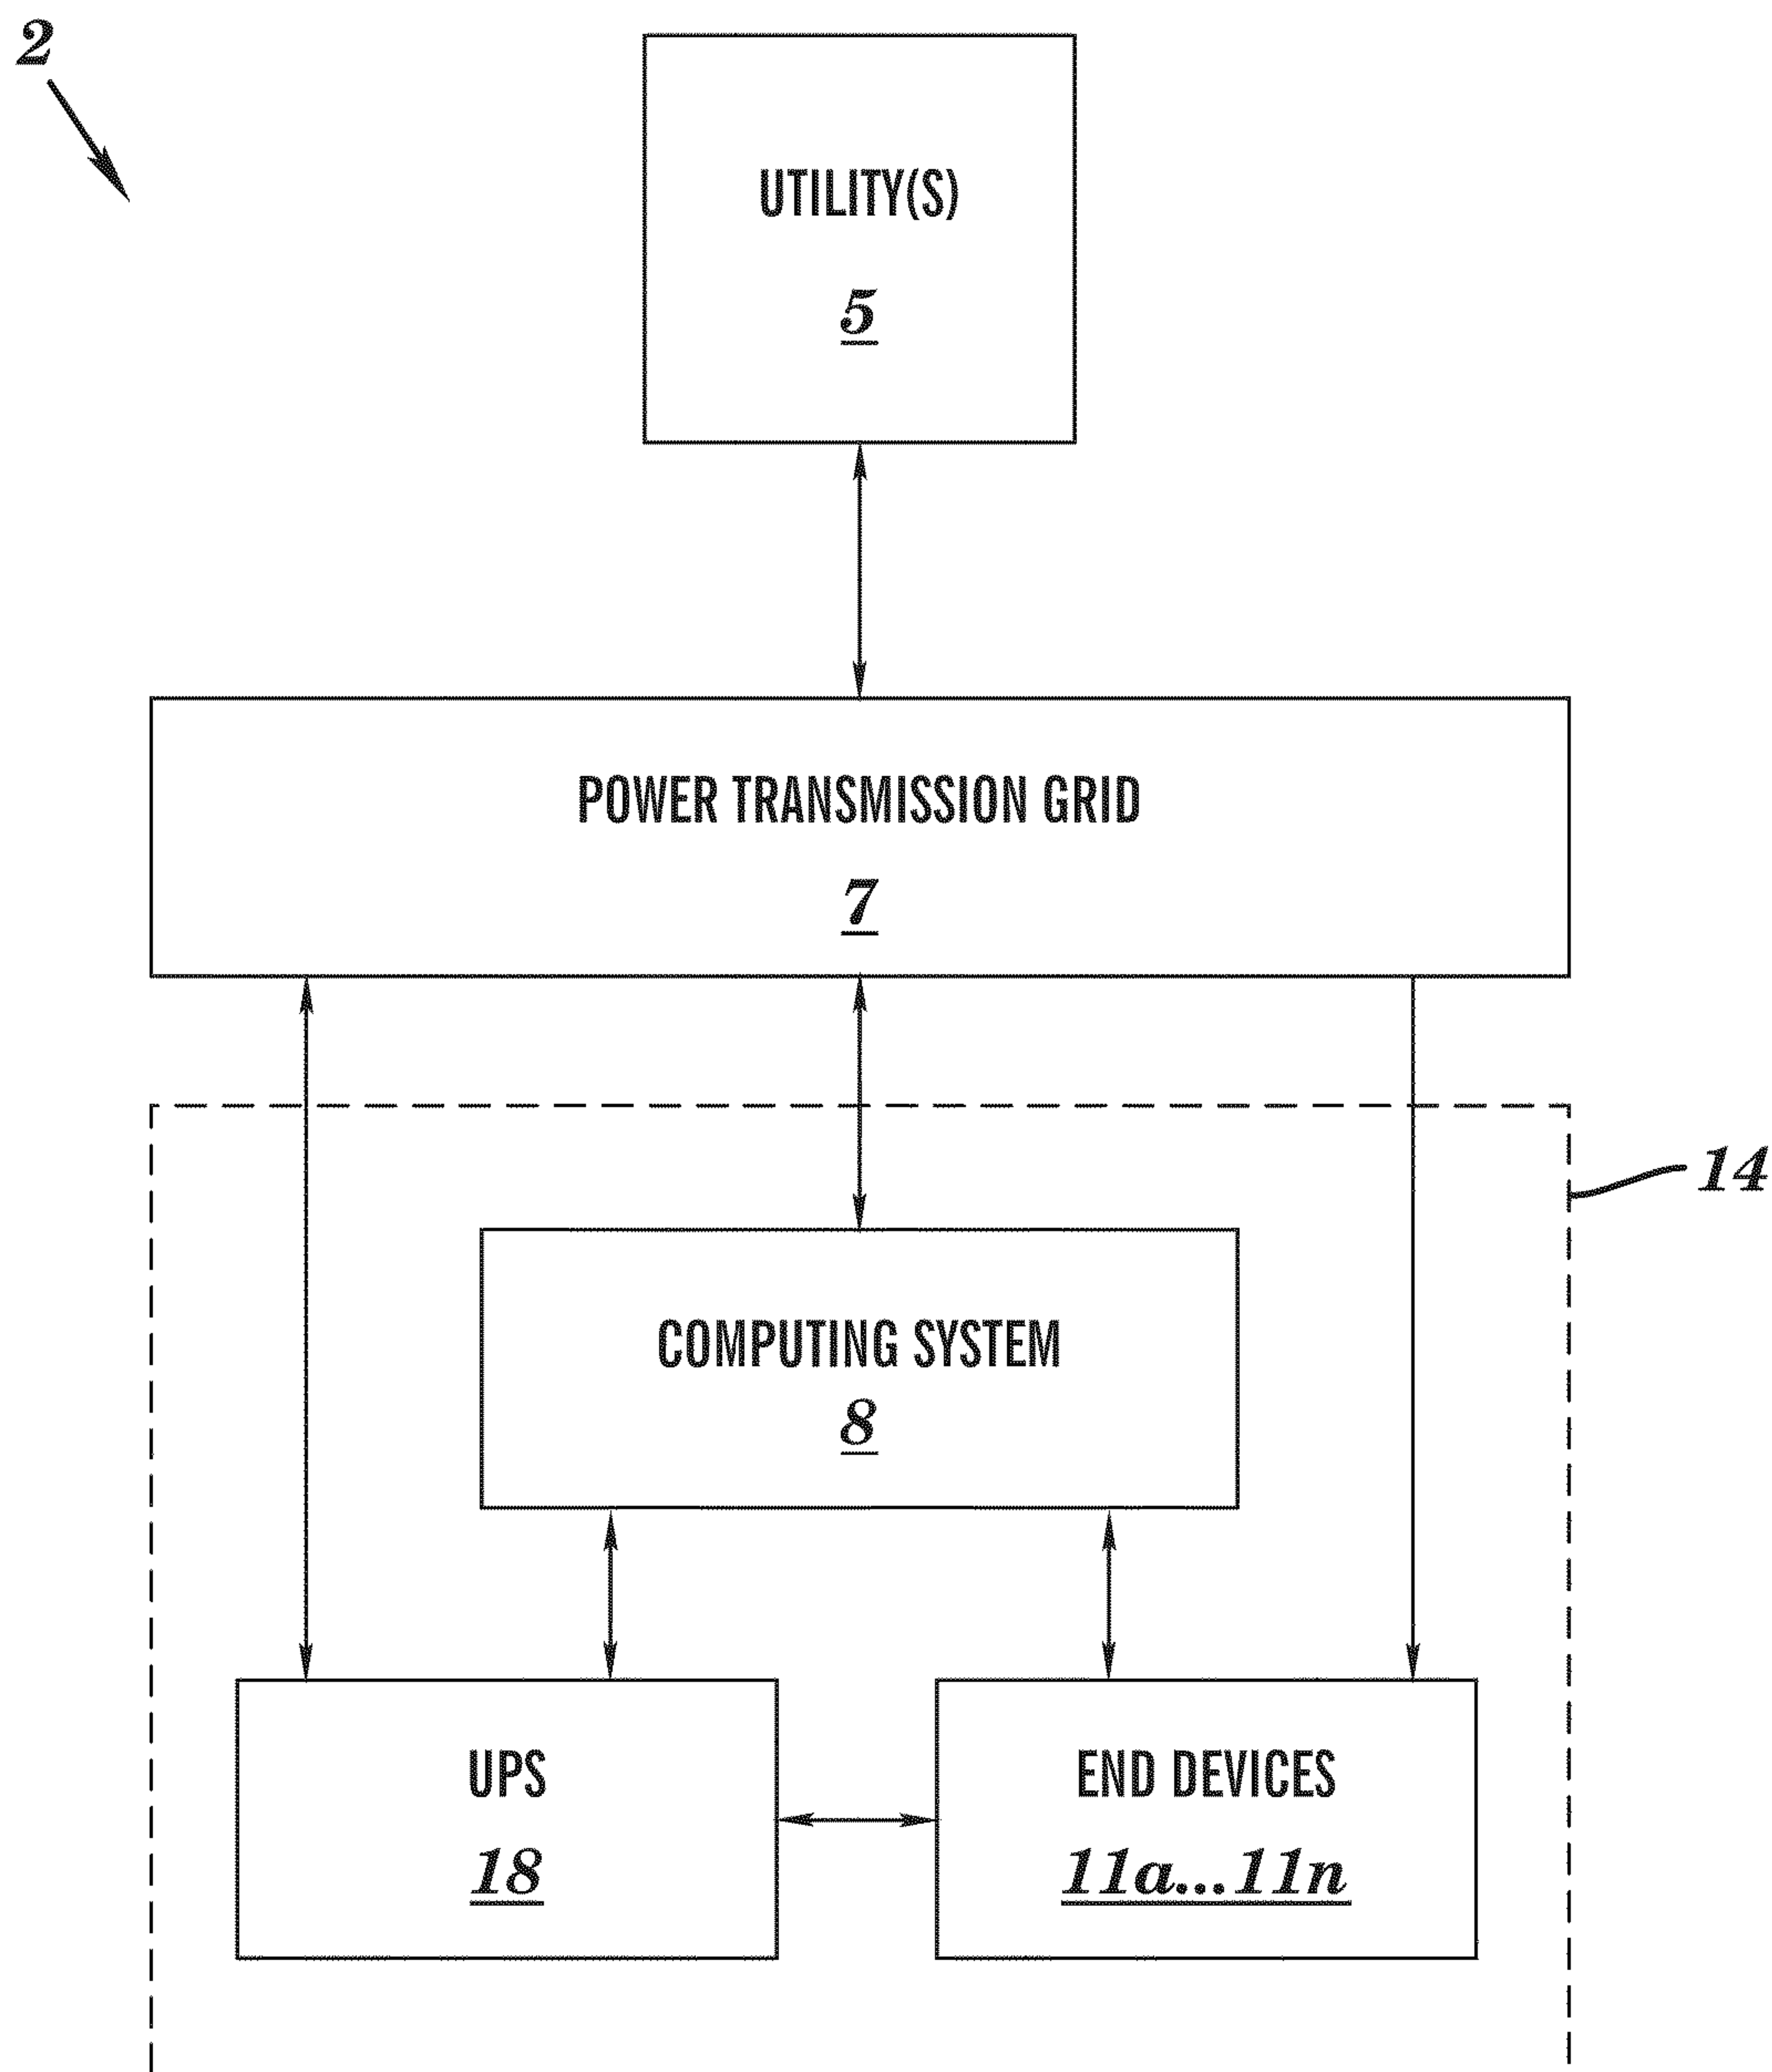 2
UTILITY(S)
5
POWER TRANSMISSION GRID
7
14
COMPUTING SYSTEM
8
UPS
18
END DEVICES
11a...11n